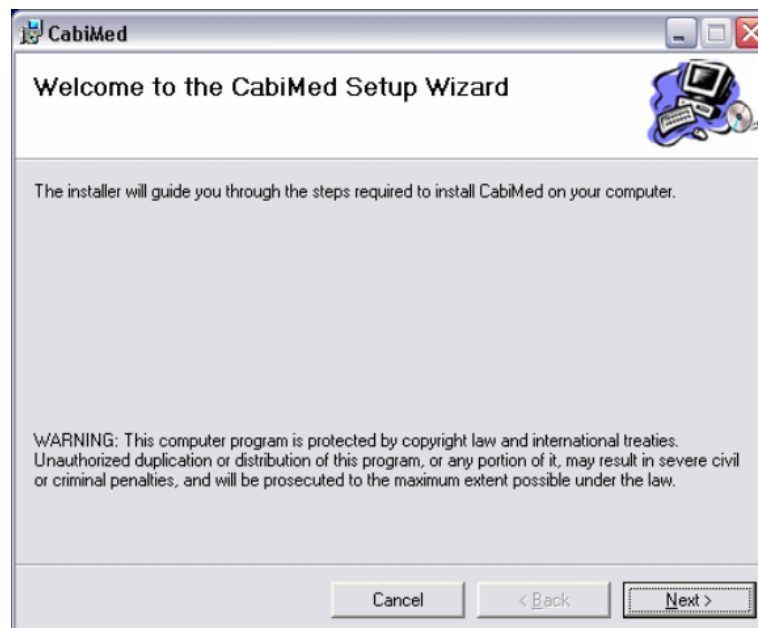 CabiMed
Welcome to the CabiMed Setup Wizard
The installer will guide you through the steps required to install CabiMed on your computer.
WARNING: This computer program is protected by copyright law and international treaties.
Unauthorized duplication or distribution of this program, or any portion of it, may result in severe civil
or criminal penalties, and will be prosecuted to the maximum extent possible under the law.
Cancel
< Back
Next >